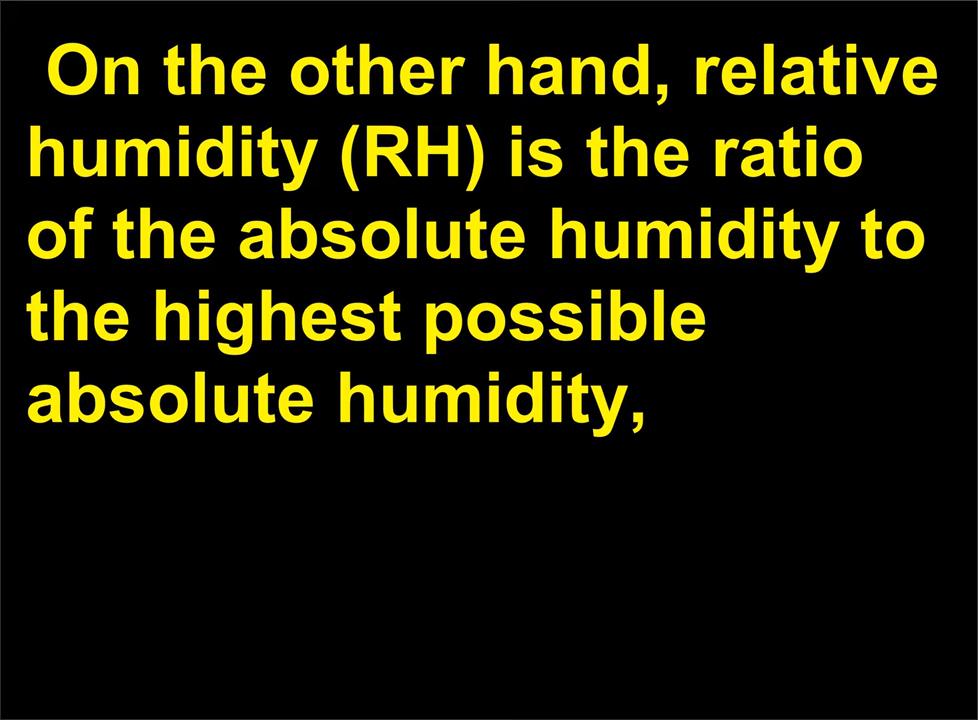 On the other hand, relative
humidity (RH) is the ratio
of the absolute humidity to
the highest possible
absolute humidity,